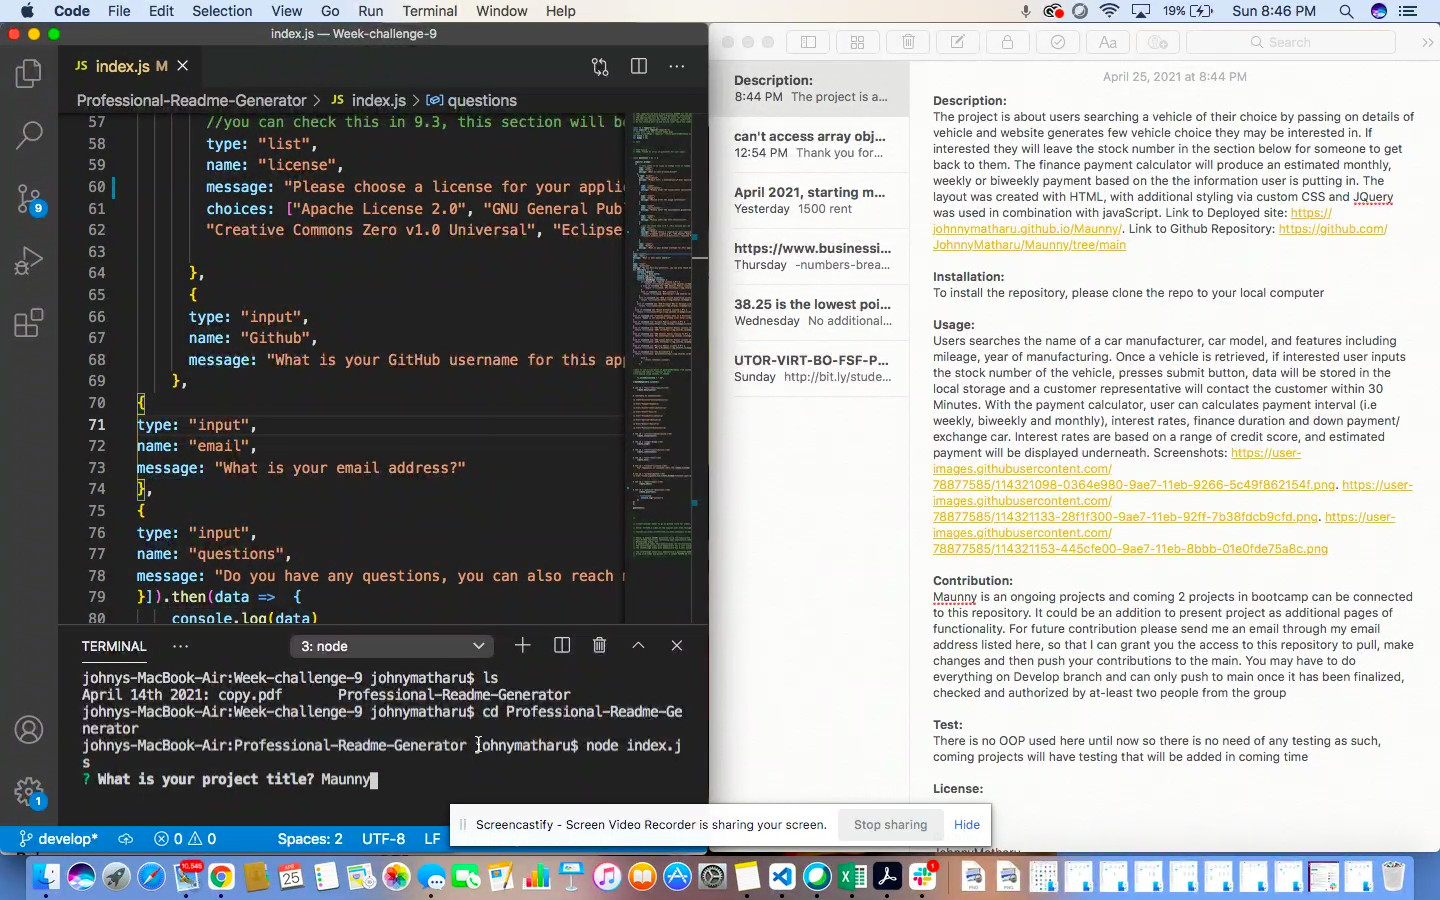 Code File Edit Selection View Go Run Terminal Window Help 19% Sun 8:46 PM
index.js — Week-challenge-9
JS index.js M
Professional-Readme-Generator > JS index.js > questions
57 //you can check this in 9.3, this section will be
58 type: "list",
59 name: "license",
60 message: "Please choose a license for your appli
61 choices: ["Apache License 2.0", "GNU General Pub
62 "Creative Commons Zero v1.0 Universal", "Eclipse
63
64 },
65 {
66 type: "input",
67 name: "Github",
68 message: "What is your GitHub username for this app
69 },
70 {
71 type: "input",
72 name: "email",
73 message: "What is your email address?"
74 },
75 {
76 type: "input",
77 name: "questions",
78 message: "Do you have any questions, you can also reach
79 }]).then(data => {
80 console.log(data)
9
1
TERMINAL ... 3: node
johnys-MacBook-Air:Week-challenge-9 johnymatharu$ ls
April 14th 2021: copy.pdf Professional-Readme-Generator
johnys-MacBook-Air:Week-challenge-9 johnymatharu$ cd Professional-Readme-Ge
nerator
johnys-MacBook-Air:Professional-Readme-Generator johnymatharu$ node index.j
s
? What is your project title? Maunny
develop* 0 0 Spaces: 2 UTF-8 LF
Search
Description:
8:44 PM The project is a...
can't access array obj...
12:54 PM Thank you for...
April 2021, starting m...
Yesterday 1500 rent
https://www.businessi...
Thursday -numbers-brea...
38.25 is the lowest poi...
Wednesday No additional...
UTOR-VIRT-BO-FSF-P...
Sunday http://bit.ly/stude...
April 25, 2021 at 8:44 PM
Description:
The project is about users searching a vehicle of their choice by passing on details of
vehicle and website generates few vehicle choice they may be interested in. If
interested they will leave the stock number in the section below for someone to get
back to them. The finance payment calculator will produce an estimated monthly,
weekly or biweekly payment based on the the information user is putting in. The
layout was created with HTML, with additional styling via custom CSS and JQuery
was used in combination with javaScript. Link to Deployed site: https://
johnnymatharu.github.io/Maunny/. Link to Github Repository: https://github.com/
JohnnyMatharu/Maunny/tree/main
Installation:
To install the repository, please clone the repo to your local computer
Usage:
Users searches the name of a car manufacturer, car model, and features including
mileage, year of manufacturing. Once a vehicle is retrieved, if interested user inputs
the stock number of the vehicle, presses submit button, data will be stored in the
local storage and a customer representative will contact the customer within 30
Minutes. With the payment calculator, user can calculates payment interval (i.e
weekly, biweekly and monthly), interest rates, finance duration and down payment/
exchange car. Interest rates are based on a range of credit score, and estimated
payment will be displayed underneath. Screenshots: https://user-
images.githubusercontent.com/
78877585/114321098-0364e980-9ae7-11eb-9266-5c49f862154f.png. https://user-
images.githubusercontent.com/
78877585/114321133-28f1f300-9ae7-11eb-92ff-7b38fdcb9cfd.png. https://user-
images.githubusercontent.com/
78877585/114321153-445cfe00-9ae7-11eb-8bbb-01e0fde75a8c.png
Contribution:
Maunny is an ongoing projects and coming 2 projects in bootcamp can be connected
to this repository. It could be an addition to present project as additional pages of
functionality. For future contribution please send me an email through my email
address listed here, so that I can grant you the access to this repository to pull, make
changes and then push your contributions to the main. You may have to do
everything on Develop branch and can only push to main once it has been finalized,
checked and authorized by at-least two people from the group
Test:
There is no OOP used here until now so there is no need of any testing as such,
coming projects will have testing that will be added in coming time
License:
Screencastify - Screen Video Recorder is sharing your screen. Stop sharing Hide